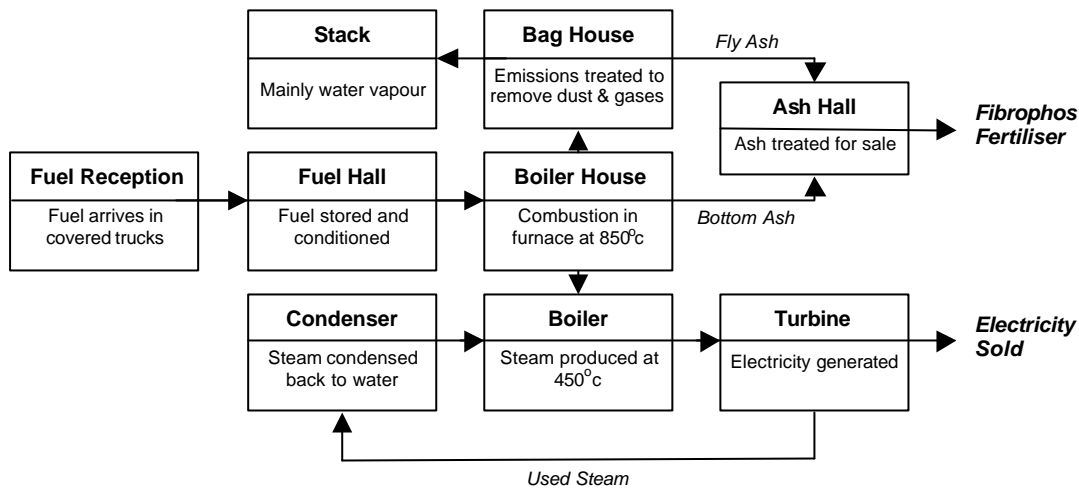 Stack
Mainly water vapour
Bag House
Emissions treated to
remove dust & gases
Fly Ash
Ash Hall
Ash treated for sale
Fibrophos
Fertiliser
Fuel Reception
Fuel arrives in
covered trucks
Fuel Hall
Fuel stored and
conditioned
Boiler House
Combustion in
furnace at 850°c
Bottom Ash
Condenser
Steam condensed
back to water
Boiler
Steam produced at
450°c
Turbine
Electricity generated
Electricity
Sold
Used Steam